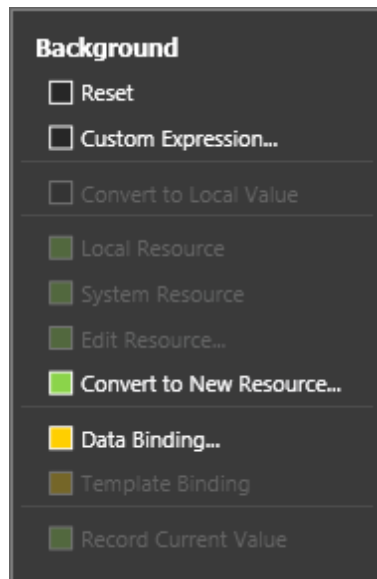 Background
Reset
Custom Expression...
Convert to Local Value
Local Resource
System Resource
Edit Resource...
Convert to New Resource...
Data Binding...
Template Binding
Record Current Value